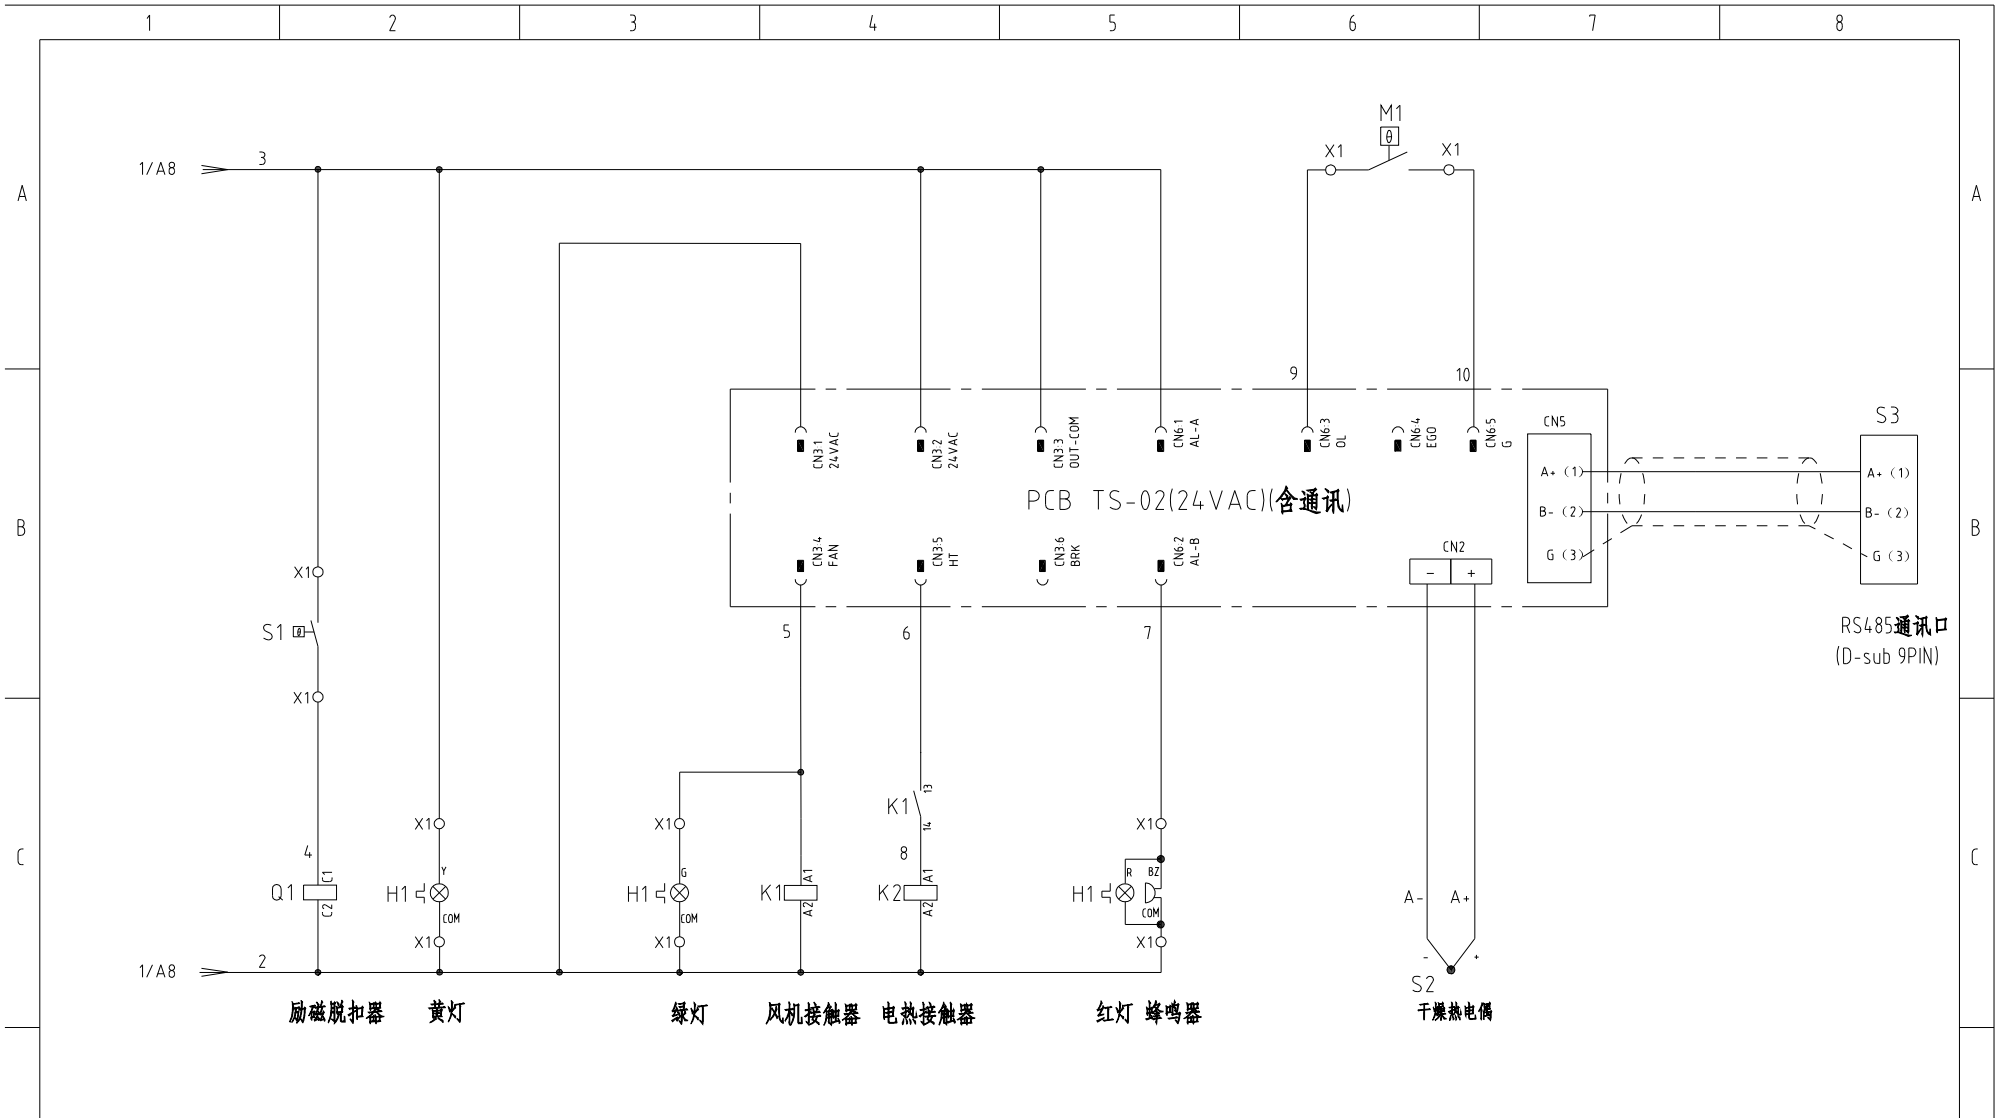 1 2 3 4 5 6 7 8
M1
θ
X1 X1
1/A8 3
A A
9 10
CN3:1
24VAC
CN3:2
24VAC
CN3:3
OUT-COM
CN6:1
AL-A
CN6:3
OL
CN6:4
EGO
CN6:5
G
CN5
S3
A+ (1) A+ (1)
PCB TS-02(24VAC)(含通讯)
B- (2) B- (2)
B B
G (3) G (3)
CN3:4
FAN
CN3:5
HT
CN3:6
BRK
CN6:2
AL-B
CN2
- +
X1
S1 θ
5 6 7
RS485通讯口
(D-sub 9PIN)
X1
K1 13
14
X1 X1 X1 X1
4 8
C C
Q1 C1
C2
H1 Y
COM
H1 G
COM
K1 A1
A2
K2 A1
A2
H1 R BZ
COM
A- A+
X1 X1 X1
1/A8 2
- +
S2
励磁脱扣器 黄灯 绿灯 风机接触器 电热接触器 红灯 蜂鸣器 干燥热电偶